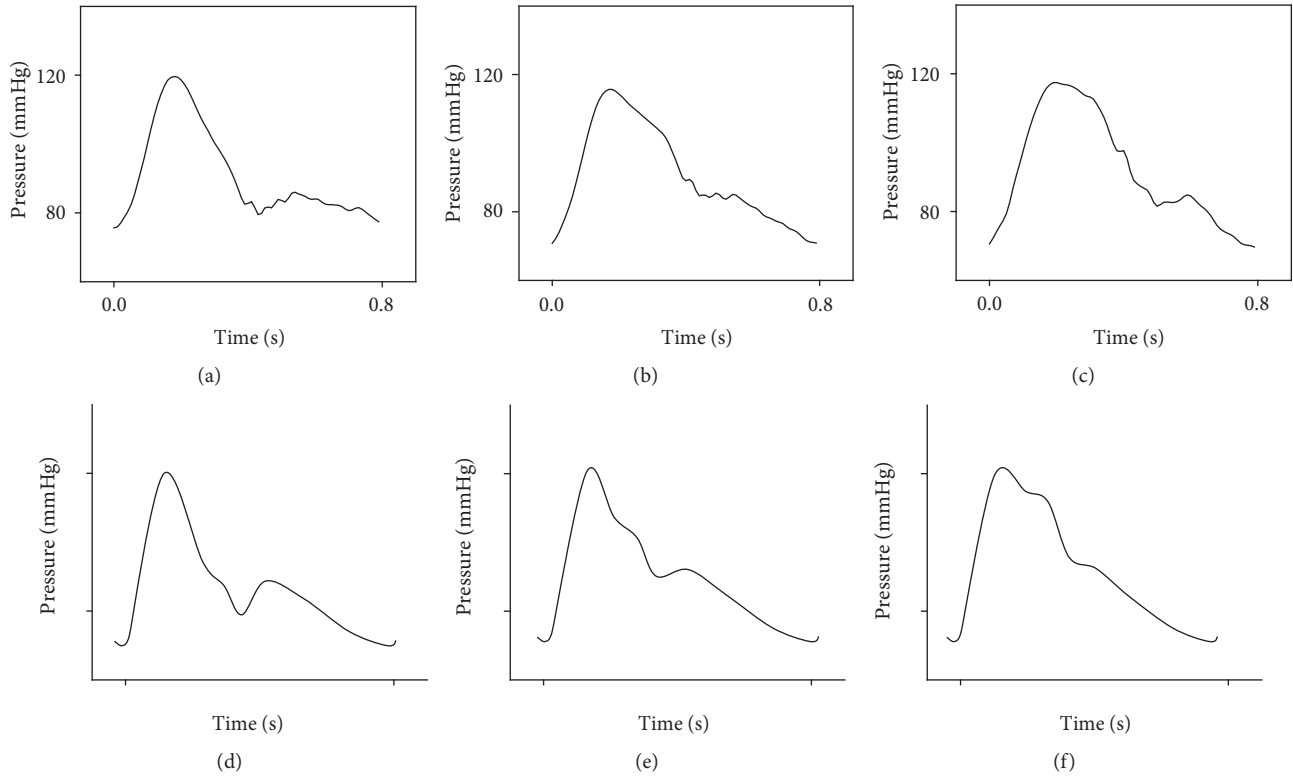 Pressure (mmHg)
120
80
0.0
0.8
Time (s)
(a)
Pressure (mmHg)
120
80
0.0
0.8
Time (s)
(b)
Pressure (mmHg)
120
80
0.0
0.8
Time (s)
(c)
Pressure (mmHg)
Time (s)
(d)
Pressure (mmHg)
Time (s)
(e)
Pressure (mmHg)
Time (s)
(f)